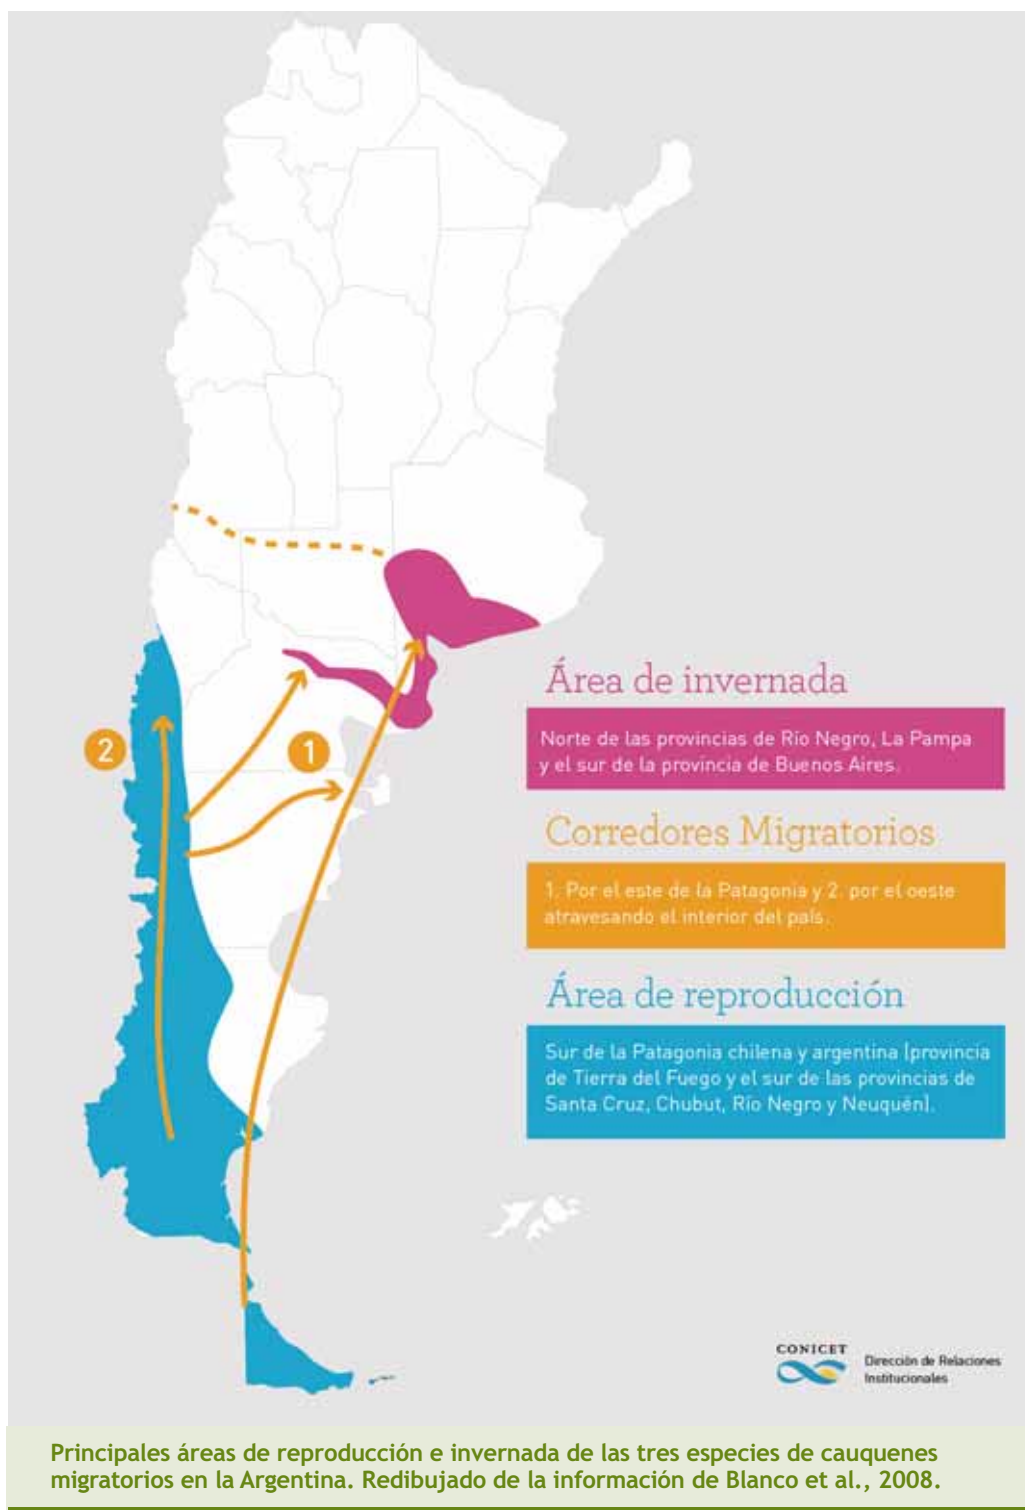 Área de invernada
Norte de las provincias de Río Negro, La Pampa
y el sur de la provincia de Buenos Aires.
2
1
Corredores Migratorios
1. Por el este de la Patagonia y 2. por el oeste
atravesando el interior del país.
Área de reproducción
Sur de la Patagonia chilena y argentina (provincia
de Tierra del Fuego y el sur de las provincias de
Santa Cruz, Chubut, Río Negro y Neuquén).
CONICET
Dirección de Relaciones
Institucionales
Principales áreas de reproducción e invernada de las tres especies de cauquenes
migratorios en la Argentina. Redibujado de la información de Blanco et al., 2008.